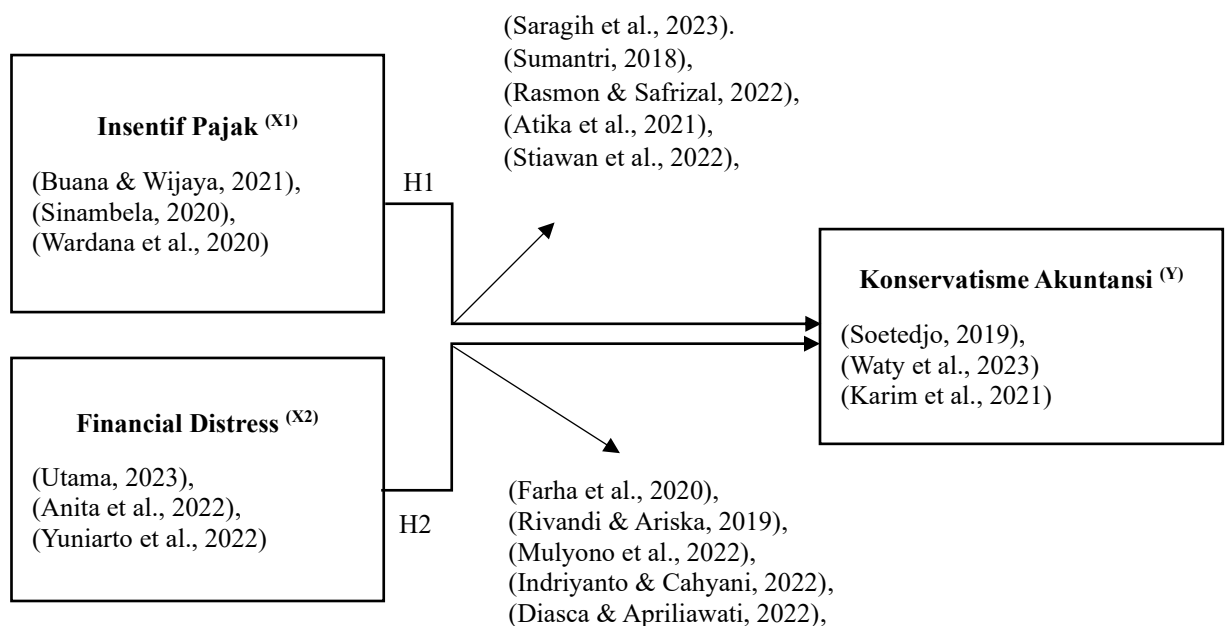 (Saragih et al., 2023).
(Sumantri, 2018),
(Rasmon & Safrizal, 2022),
(Atika et al., 2021),
(Stiawan et al., 2022),
Insentif Pajak (X1)
(Buana & Wijaya, 2021),
(Sinambela, 2020),
(Wardana et al., 2020)
H1
Konservatisme Akuntansi (Y)
(Soetedjo, 2019),
(Waty et al., 2023)
(Karim et al., 2021)
Financial Distress (X2)
(Utama, 2023),
(Anita et al., 2022),
(Yuniarto et al., 2022)
H2
(Farha et al., 2020),
(Rivandi & Ariska, 2019),
(Mulyono et al., 2022),
(Indriyanto & Cahyani, 2022),
(Diasca & Apriliawati, 2022),